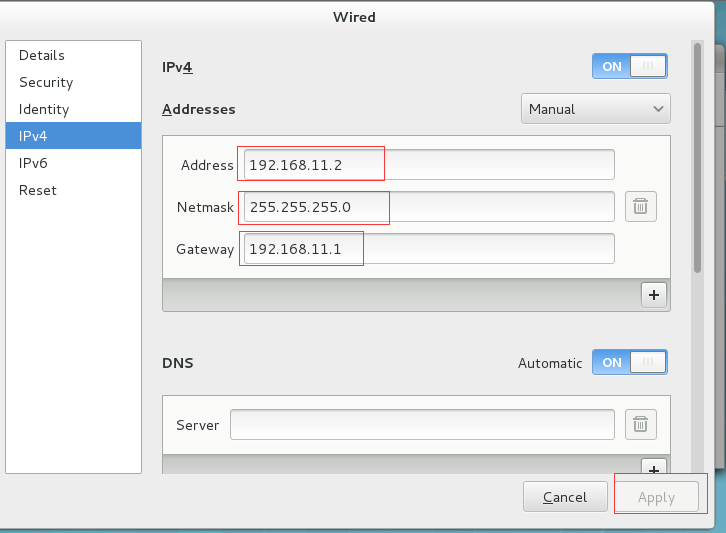 Wired
Details
Security
Identity
IPv4
IPv6
Reset
IPv4
ON
Addresses
Manual
Address 192.168.11.2
Netmask 255.255.255.0
Gateway 192.168.11.1
+
DNS
Automatic ON
Server
+
Cancel
Apply